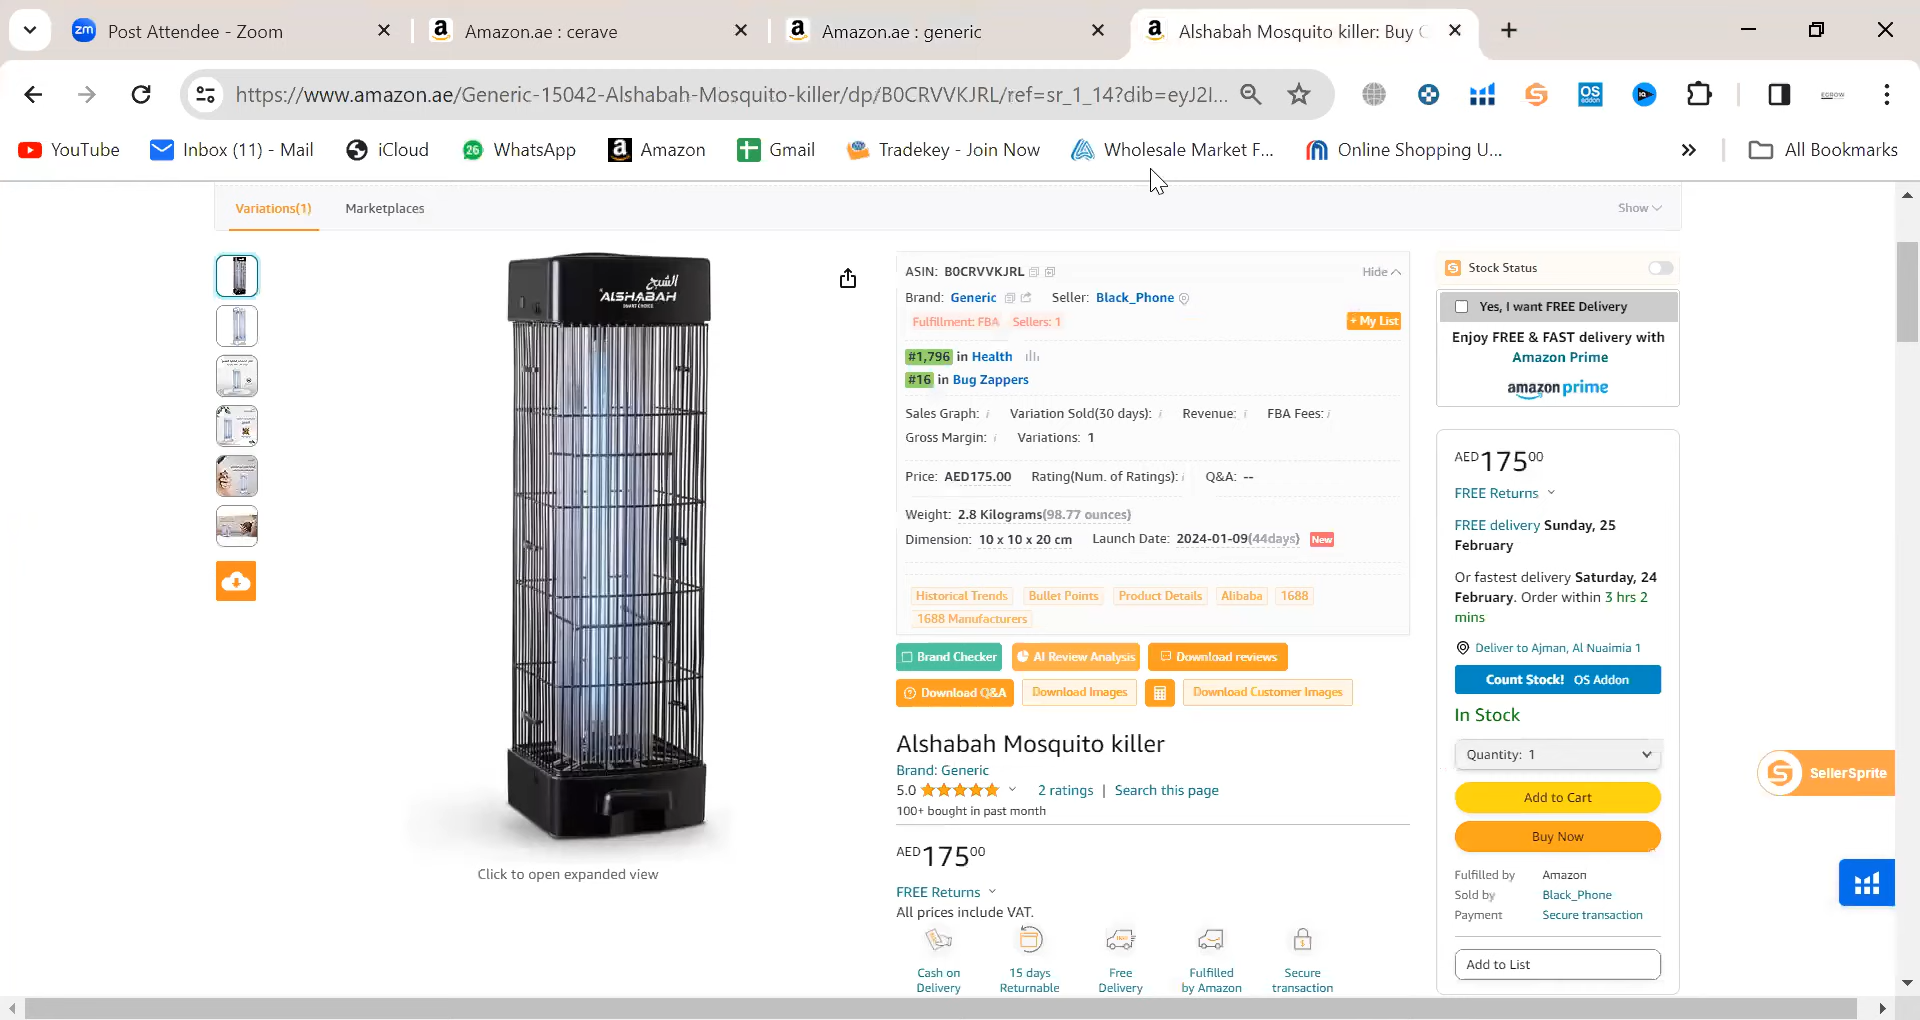 zm Post Attendee - Zoom
Amazon.ae : cerave
Amazon.ae : generic
Alshabah Mosquito killer: Buy
https://www.amazon.ae/Generic-15042-Alshabah-Mosquito-killer/dp/B0CRVVKJRL/ref=sr_1_14?dib=eyJ2I...
YouTube
Inbox (11) - Mail
iCloud
26 WhatsApp
Amazon
Gmail
Tradekey - Join Now
Wholesale Market F...
Online Shopping U...
All Bookmarks
Variations(1)
Marketplaces
Show
الشبح
ALSHABAH
SMART CHOICE
Click to open expanded view
ASIN: B0CRVVKJRL
Hide
Brand: Generic Seller: Black_Phone
Fulfillment: FBA Sellers: 1
+ My List
#1,796 in Health
#16 in Bug Zappers
Sales Graph: Variation Sold(30 days): Revenue: FBA Fees:
Gross Margin: Variations: 1
Price: AED175.00 Rating(Num. of Ratings): Q&A: --
Weight: 2.8 Kilograms(98.77 ounces)
Dimension: 10 x 10 x 20 cm Launch Date: 2024-01-09(44days) New
Historical Trends Bullet Points Product Details Alibaba 1688
1688 Manufacturers
Brand Checker AI Review Analysis Download reviews
Download Q&A Download Images Download Customer Images
Alshabah Mosquito killer
Brand: Generic
5.0 2 ratings | Search this page
100+ bought in past month
AED17500
FREE Returns
All prices include VAT.
Cash on
Delivery
15 days
Returnable
Free
Delivery
Fulfilled
by Amazon
Secure
transaction
Stock Status
Yes, I want FREE Delivery
Enjoy FREE & FAST delivery with
Amazon Prime
amazon prime
AED17500
FREE Returns
FREE delivery Sunday, 25
February
Or fastest delivery Saturday, 24
February. Order within 3 hrs 2
mins
Deliver to Ajman, Al Nuaimia 1
Count Stock! OS Addon
In Stock
Quantity: 1
Add to Cart
Buy Now
Fulfilled by Amazon
Sold by Black_Phone
Payment Secure transaction
Add to List
SellerSprite